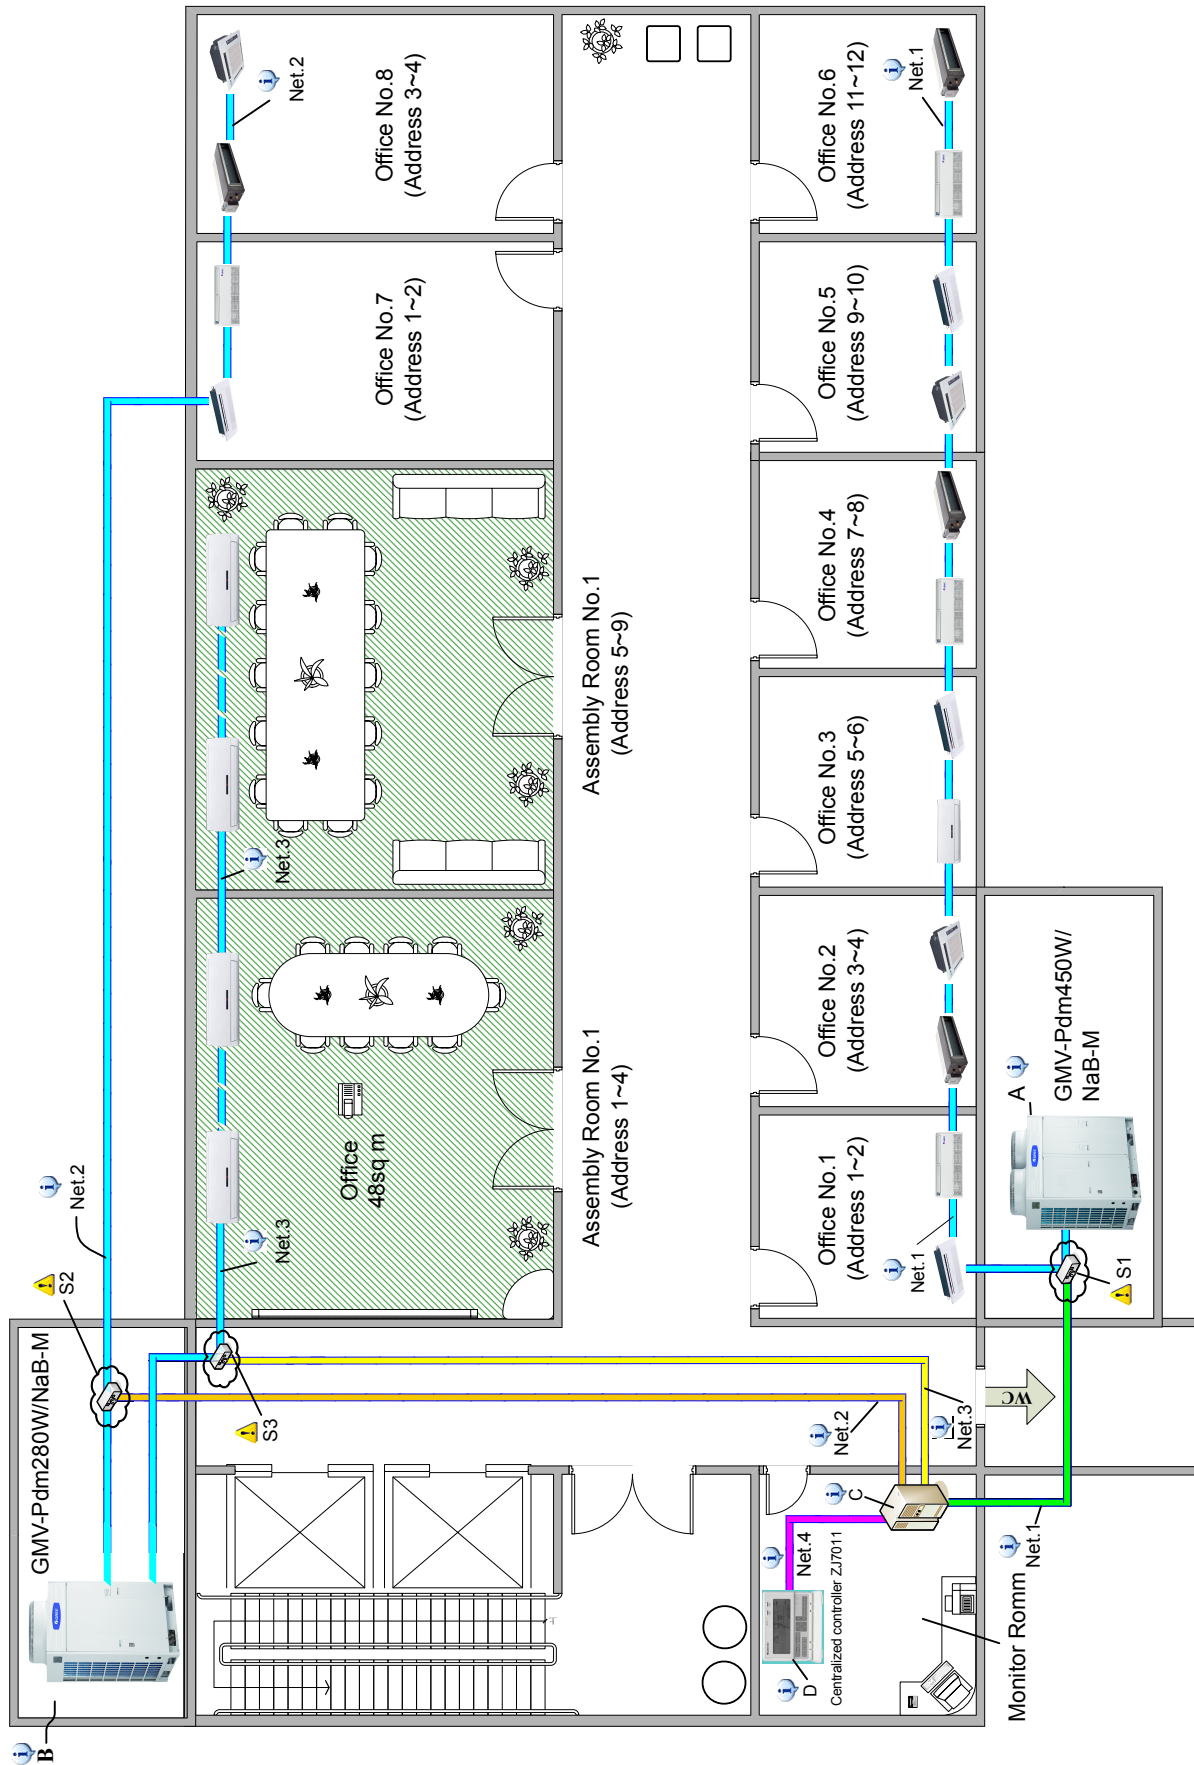 B
GMV-Pdm280W/NaB-M
S2
Net.2
S3
Net.3
Net.3
Net.2
Office
48sq m
Office No.7
(Address 1~2)
Office No.8
(Address 3~4)
Assembly Room No.1
(Address 1~4)
Assembly Room No.1
(Address 5~9)
D
Net.4
Centralized controller ZJ7011
C
Net.2
Net.3
Office No.1
(Address 1~2)
Office No.2
(Address 3~4)
Office No.3
(Address 5~6)
Office No.4
(Address 7~8)
Office No.5
(Address 9~10)
Office No.6
(Address 11~12)
Net.1
Net.1
Monitor Romm
Net.1
WC
S1
A
GMV-Pdm450W/
NaB-M